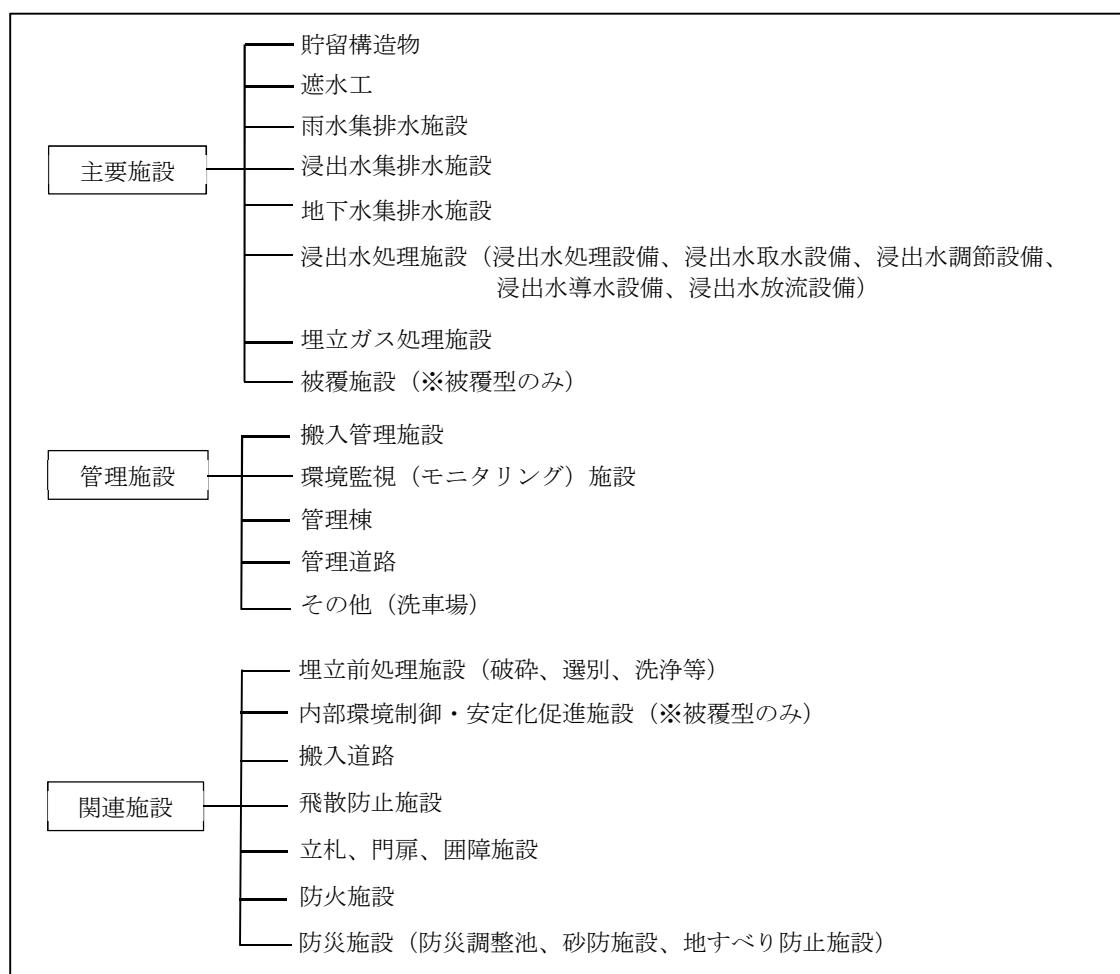 貯留構造物
遮水工
雨水集排水施設
主要施設
浸出水集排水施設
地下水集排水施設
浸出水処理施設（浸出水処理設備、浸出水取水設備、浸出水調節設備、
浸出水導水設備、浸出水放流設備）
埋立ガス処理施設
被覆施設（※被覆型のみ）
搬入管理施設
管理施設
環境監視（モニタリング）施設
管理棟
管理道路
その他（洗車場）
埋立前処理施設（破砕、選別、洗浄等）
内部環境制御・安定化促進施設（※被覆型のみ）
搬入道路
関連施設
飛散防止施設
立札、門扉、囲障施設
防火施設
防災施設（防災調整池、砂防施設、地すべり防止施設）